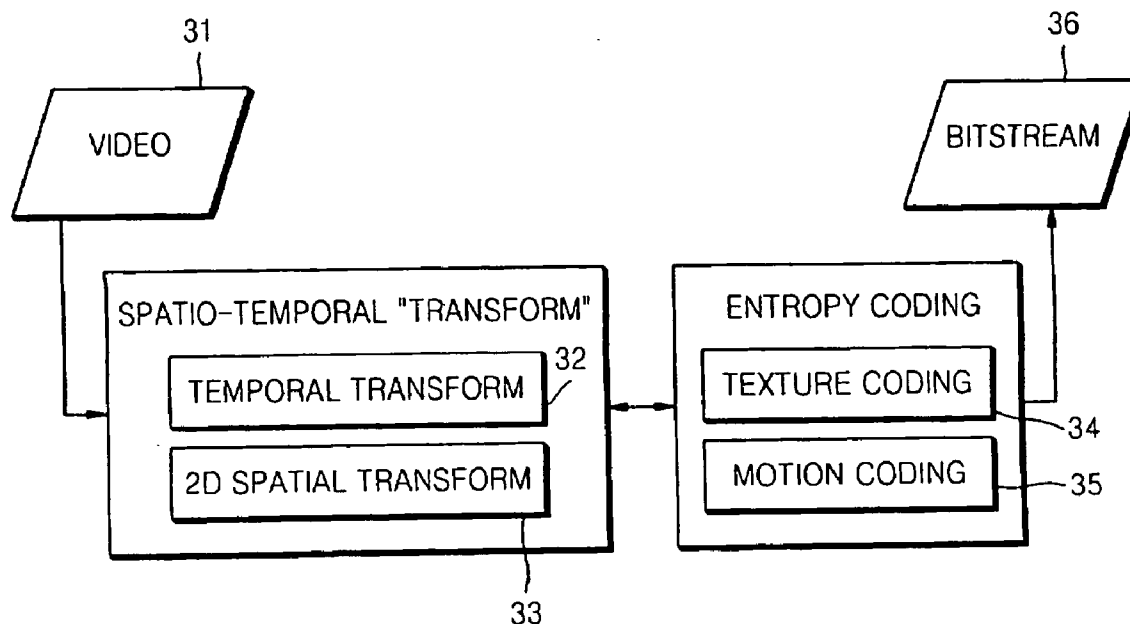 31
36
VIDEO
BITSTREAM
SPATIO-TEMPORAL "TRANSFORM"
ENTROPY CODING
TEMPORAL TRANSFORM
32
TEXTURE CODING
34
2D SPATIAL TRANSFORM
MOTION CODING
35
33